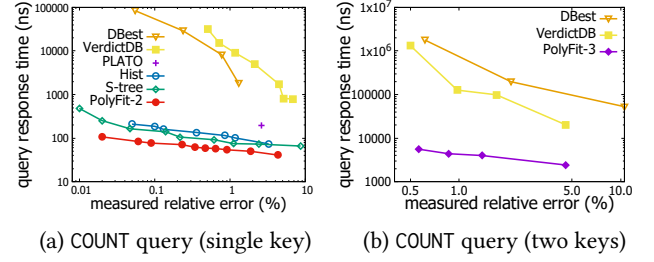 query response time (ns)
100000
10000
1000
100
10
DBest
VerdictDB
PLATO
Hist
S-tree
PolyFit-2
0.01
0.1
1
10
measured relative error (%)
(a) COUNT query (single key)
query response time (ns)
1x10^7
1x10^6
100000
10000
1000
DBest
VerdictDB
PolyFit-3
0.5
1.0
5.0
10.0
measured relative error (%)
(b) COUNT query (two keys)